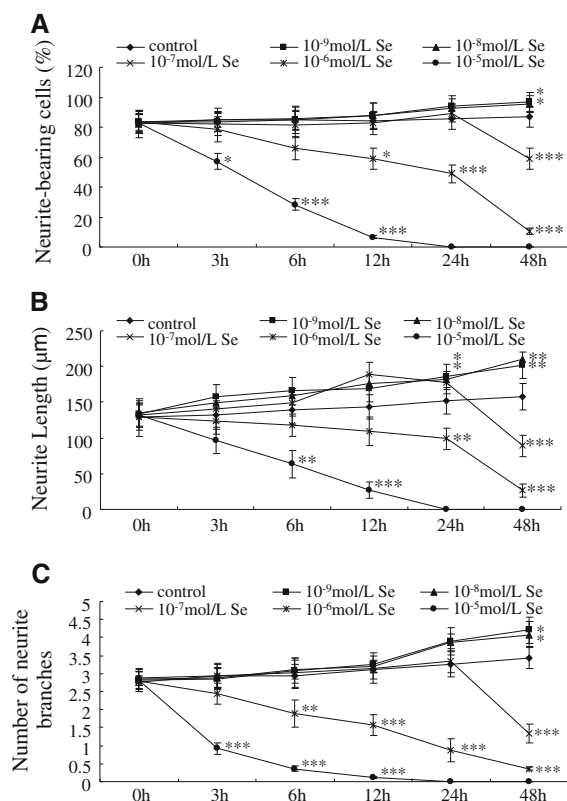 A
control
10⁻⁹mol/L Se
10⁻⁸mol/L Se
10⁻⁷mol/L Se
10⁻⁶mol/L Se
10⁻⁵mol/L Se
Neurite-bearing cells (%)
120
100
80
60
40
20
0
*
*
*
***
*
***
***
***
***
0h
3h
6h
12h
24h
48h
B
control
10⁻⁹mol/L Se
10⁻⁸mol/L Se
10⁻⁷mol/L Se
10⁻⁶mol/L Se
10⁻⁵mol/L Se
Neurite Length (μm)
250
200
150
100
50
0
*
*
**
**
**
***
**
***
***
0h
3h
6h
12h
24h
48h
C
control
10⁻⁹mol/L Se
10⁻⁸mol/L Se
10⁻⁷mol/L Se
10⁻⁶mol/L Se
10⁻⁵mol/L Se
Number of neurite
branches
4.5
4
3.5
3
2.5
2
1.5
1
0.5
0
*
*
***
**
***
***
***
***
***
***
0h
3h
6h
12h
24h
48h